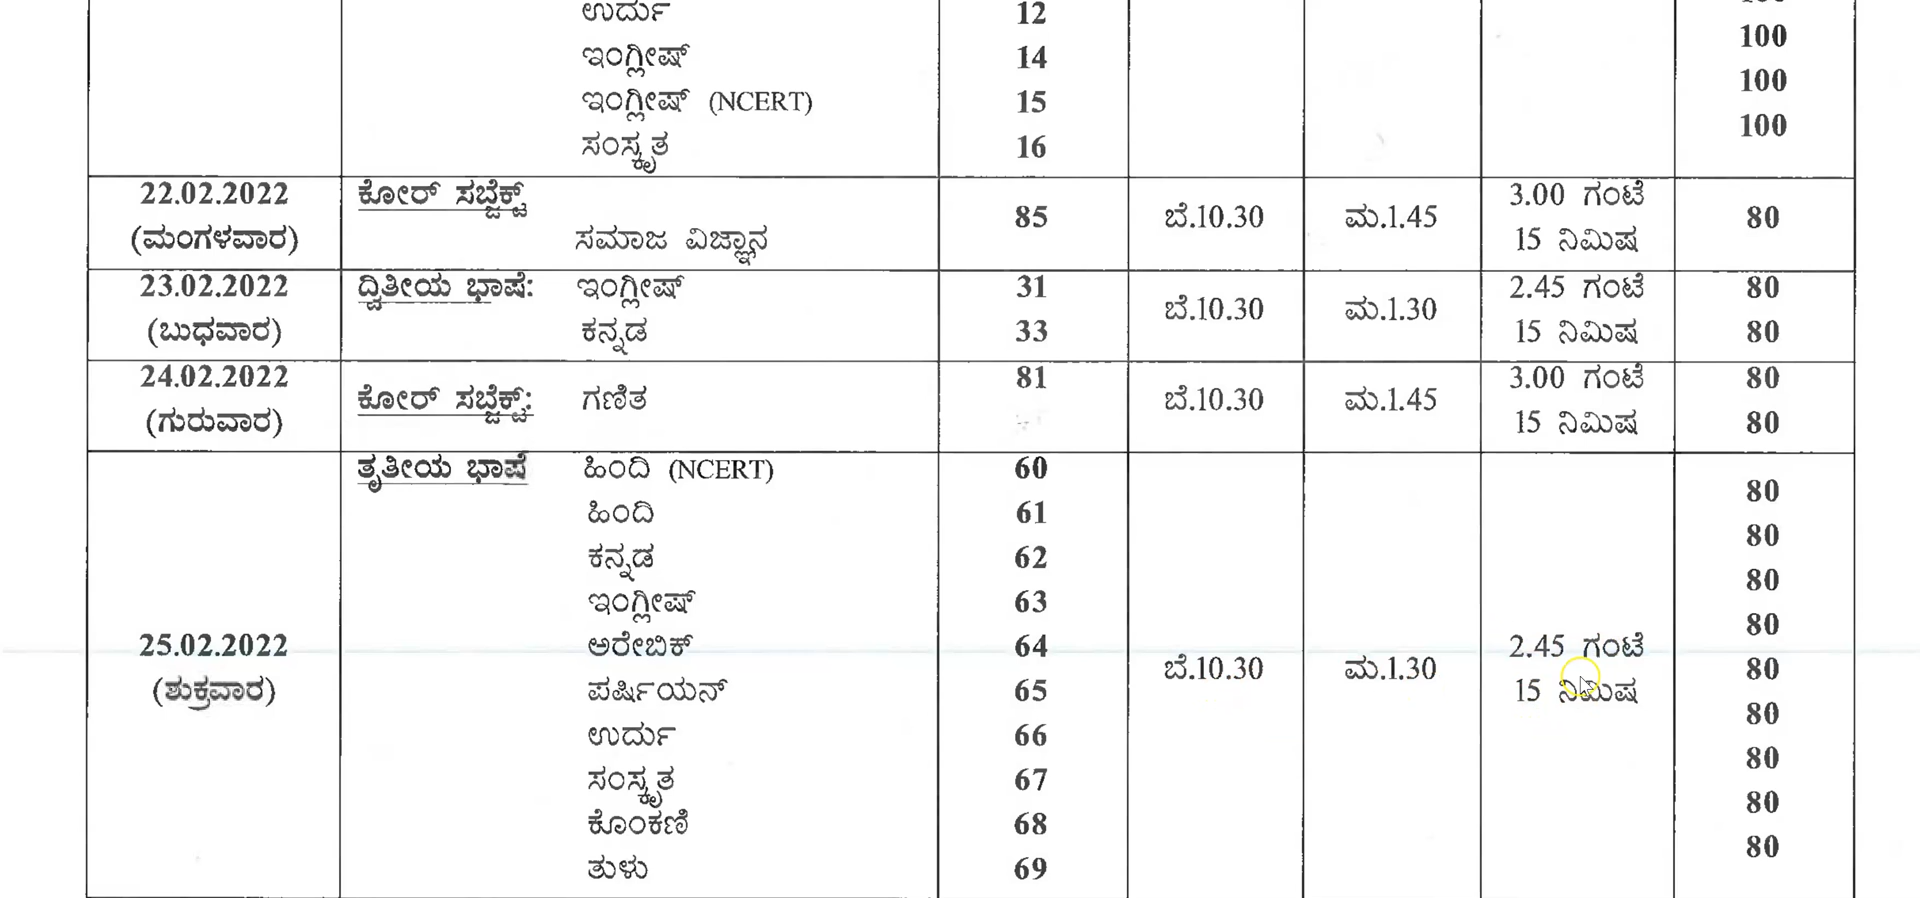 ಉರ್ದು 12
100
ಇಂಗ್ಲೀಷ್ 14
100
ಇಂಗ್ಲೀಷ್ (NCERT) 15
100
ಸಂಸ್ಕೃತ 16
22.02.2022 ಕೋರ್ ಸಬ್ಜೆಕ್ಟ್ 3.00 ಗಂಟೆ
85 ಬೆ.10.30 ಮ.1.45 80
(ಮಂಗಳವಾರ) ಸಮಾಜ ವಿಜ್ಞಾನ 15 ನಿಮಿಷ
23.02.2022 ದ್ವಿತೀಯ ಭಾಷೆ: ಇಂಗ್ಲೀಷ್ 31 2.45 ಗಂಟೆ 80
ಬೆ.10.30 ಮ.1.30
(ಬುಧವಾರ) ಕನ್ನಡ 33 15 ನಿಮಿಷ 80
24.02.2022 81 3.00 ಗಂಟೆ 80
ಕೋರ್ ಸಬ್ಜೆಕ್ಟ್: ಗಣಿತ ಬೆ.10.30 ಮ.1.45
(ಗುರುವಾರ) 15 ನಿಮಿಷ 80
ತೃತೀಯ ಭಾಷೆ ಹಿಂದಿ (NCERT) 60
80
ಹಿಂದಿ 61
80
ಕನ್ನಡ 62
80
ಇಂಗ್ಲೀಷ್ 63
80
25.02.2022 ಅರೇಬಿಕ್ 64 2.45 ಗಂಟೆ
ಬೆ.10.30 ಮ.1.30 80
(ಶುಕ್ರವಾರ) ಪರ್ಷಿಯನ್ 65 15 ನಿಮಿಷ
80
ಉರ್ದು 66
80
ಸಂಸ್ಕೃತ 67
80
ಕೊಂಕಣಿ 68
80
ತುಳು 69